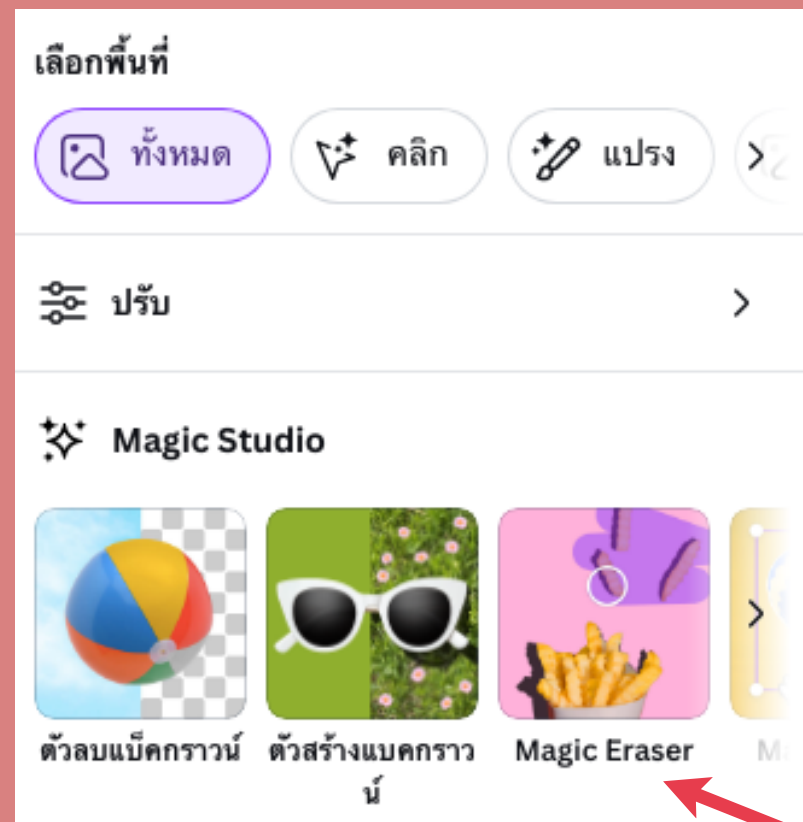 เลือกพื้นที่
ทั้งหมด คลิก แปรง
ปรับ
Magic Studio
ตัวลบแบ็คกราวน์ ตัวสร้างแบคกราว Magic Eraser
น์